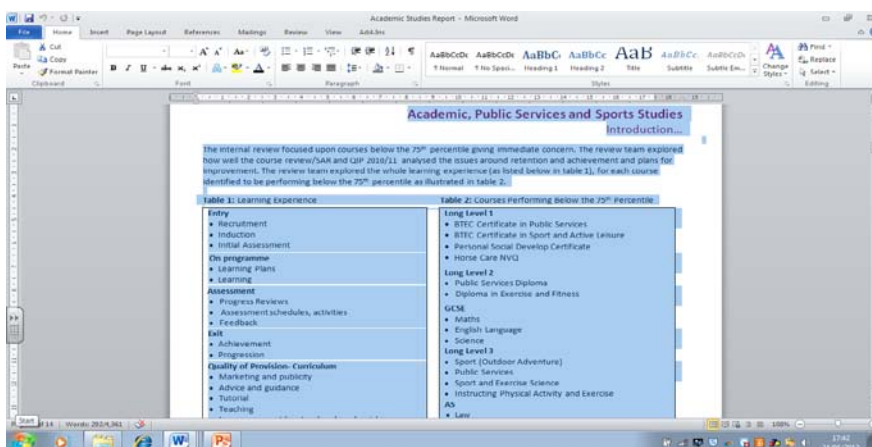 Academic Studies Report - Microsoft Word
File Home Insert Page Layout References Mailings Review View Add-Ins
Cut
Copy
Format Painter
Paste
Clipboard
Font
Paragraph
AaBbCcDc AaBbCcDc AaBbCc AaBbCc AaB AaBbCc. AaBbCcDc
¶ Normal ¶ No Spaci... Heading 1 Heading 2 Title Subtitle Subtle Em...
Change Styles
Styles
Find
Replace
Select
Editing
Academic, Public Services and Sports Studies
Introduction...
The internal review focused upon courses below the 75th percentile giving immediate concern. The review team explored
how well the course review/SAR and QIP 2010/11 analysed the issues around retention and achievement and plans for
improvement. The review team explored the whole learning experience (as listed below in table 1), for each course
identified to be performing below the 75th percentile as illustrated in table 2.
Table 1: Learning Experience
Entry
• Recruitment
• Induction
• Initial Assessment
On programme
• Learning Plans
• Learning
Assessment
• Progress Reviews
• Assessment schedules, activities
• Feedback
Exit
• Achievement
• Progression
Quality of Provision- Curriculum
• Marketing and publicity
• Advice and guidance
• Tutorial
• Teaching
Table 2: Courses Performing Below the 75th Percentile
Long Level 1
• BTEC Certificate in Public Services
• BTEC Certificate in Sport and Active Leisure
• Personal Social Develop Certificate
• Horse Care NVQ
Long Level 2
• Public Services Diploma
• Diploma in Exercise and Fitness
GCSE
• Maths
• English Language
• Science
Long Level 3
• Sport (Outdoor Adventure)
• Public Services
• Sport and Exercise Science
• Instructing Physical Activity and Exercise
AS
• Law
Start
of 14 Words: 292/4,361
100%
17:42